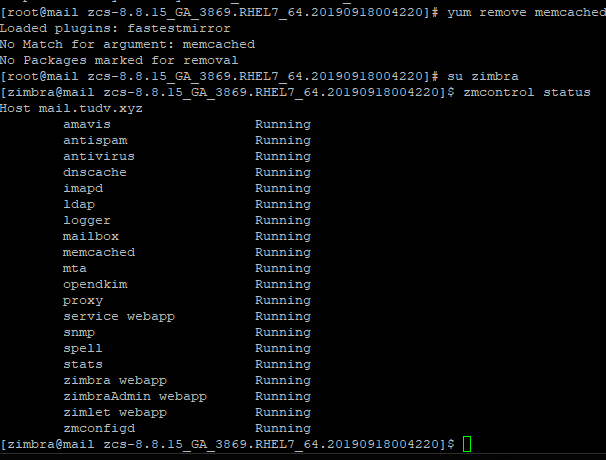 [root@mail zcs-8.8.15_GA_3869.RHEL7_64.20190918004220]# yum remove memcached
Loaded plugins: fastestmirror
No Match for argument: memcached
No Packages marked for removal
[root@mail zcs-8.8.15_GA_3869.RHEL7_64.20190918004220]# su zimbra
[zimbra@mail zcs-8.8.15_GA_3869.RHEL7_64.20190918004220]$ zmcontrol status
Host mail.tudv.xyz
amavis Running
antispam Running
antivirus Running
dnscache Running
imapd Running
ldap Running
logger Running
mailbox Running
memcached Running
mta Running
opendkim Running
proxy Running
service webapp Running
snmp Running
spell Running
stats Running
zimbra webapp Running
zimbraAdmin webapp Running
zimlet webapp Running
zmconfigd Running
[zimbra@mail zcs-8.8.15_GA_3869.RHEL7_64.20190918004220]$